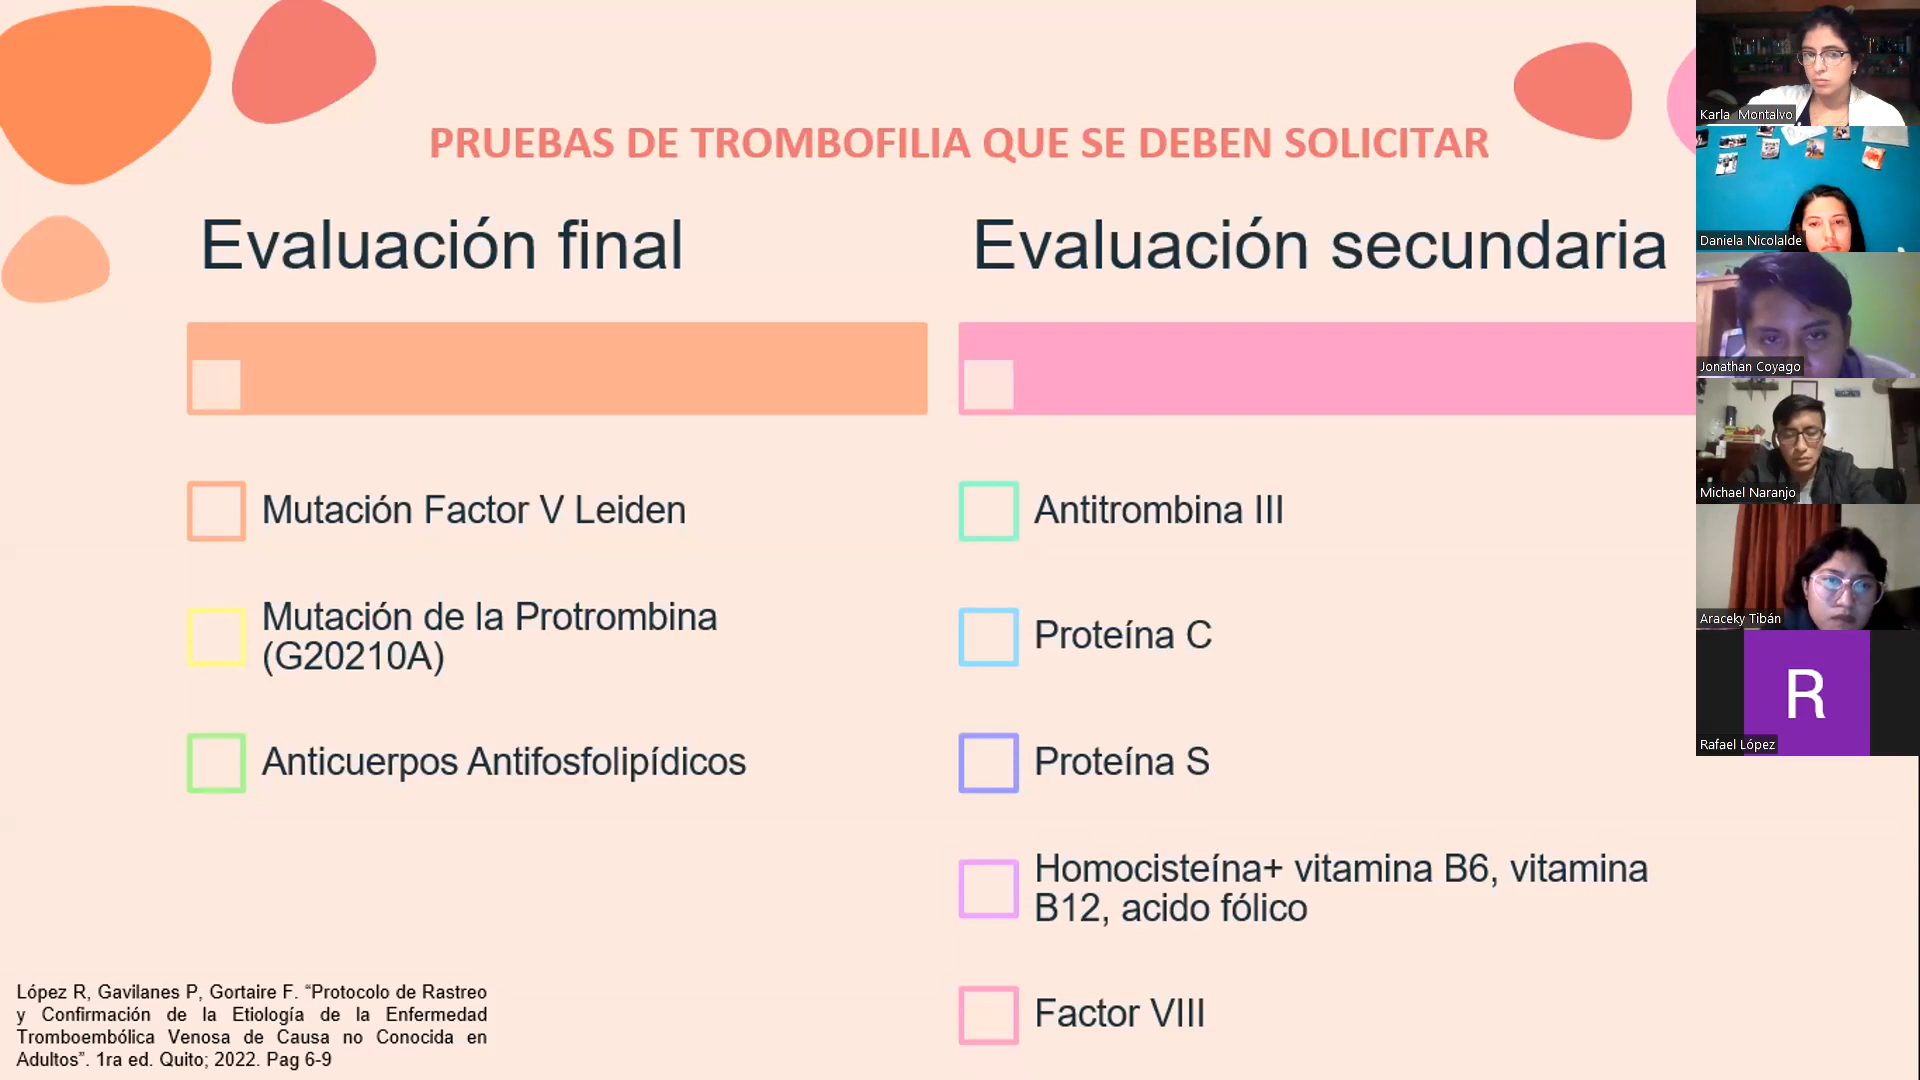 PRUEBAS DE TROMBOFILIA QUE SE DEBEN SOLICITAR
Evaluación final
Mutación Factor V Leiden
Mutación de la Protrombina
(G20210A)
Anticuerpos Antifosfolipídicos
Evaluación secundaria
Antitrombina III
Proteína C
Proteína S
Homocisteína+ vitamina B6, vitamina
B12, acido fólico
Factor VIII
López R, Gavilanes P, Gortaire F. “Protocolo de Rastreo
y Confirmación de la Etiología de la Enfermedad
Tromboembólica Venosa de Causa no Conocida en
Adultos”. 1ra ed. Quito; 2022. Pag 6-9
Karla Montalvo
Daniela Nicolalde
Jonathan Coyago
Michael Naranjo
Araceky Tibán
R
Rafael López